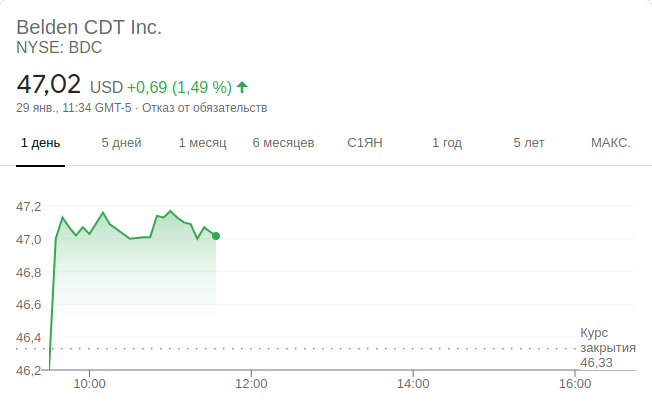 Belden CDT Inc.
NYSE: BDC
47,02 USD +0,69 (1,49 %)
29 янв., 11:34 GMT-5 · Отказ от обязательств
1 день 5 дней 1 месяц 6 месяцев С1ЯН 1 год 5 лет МАКС.
47,2
47,0
46,8
46,6
46,4
46,2
Курс
закрытия
46,33
10:00 12:00 14:00 16:00